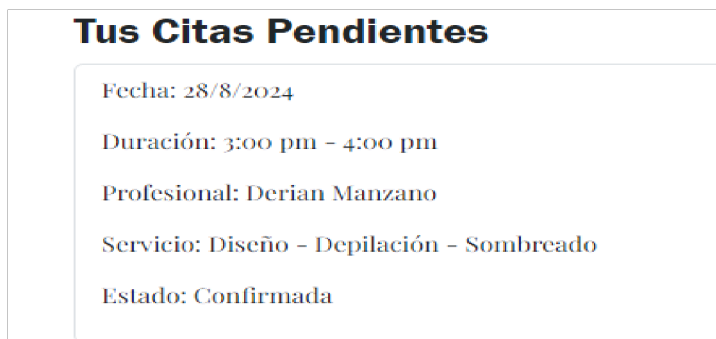 Tus Citas Pendientes
Fecha: 28/8/2024
Duración: 3:00 pm - 4:00 pm
Profesional: Derian Manzano
Servicio: Diseño - Depilación - Sombreado
Estado: Confirmada